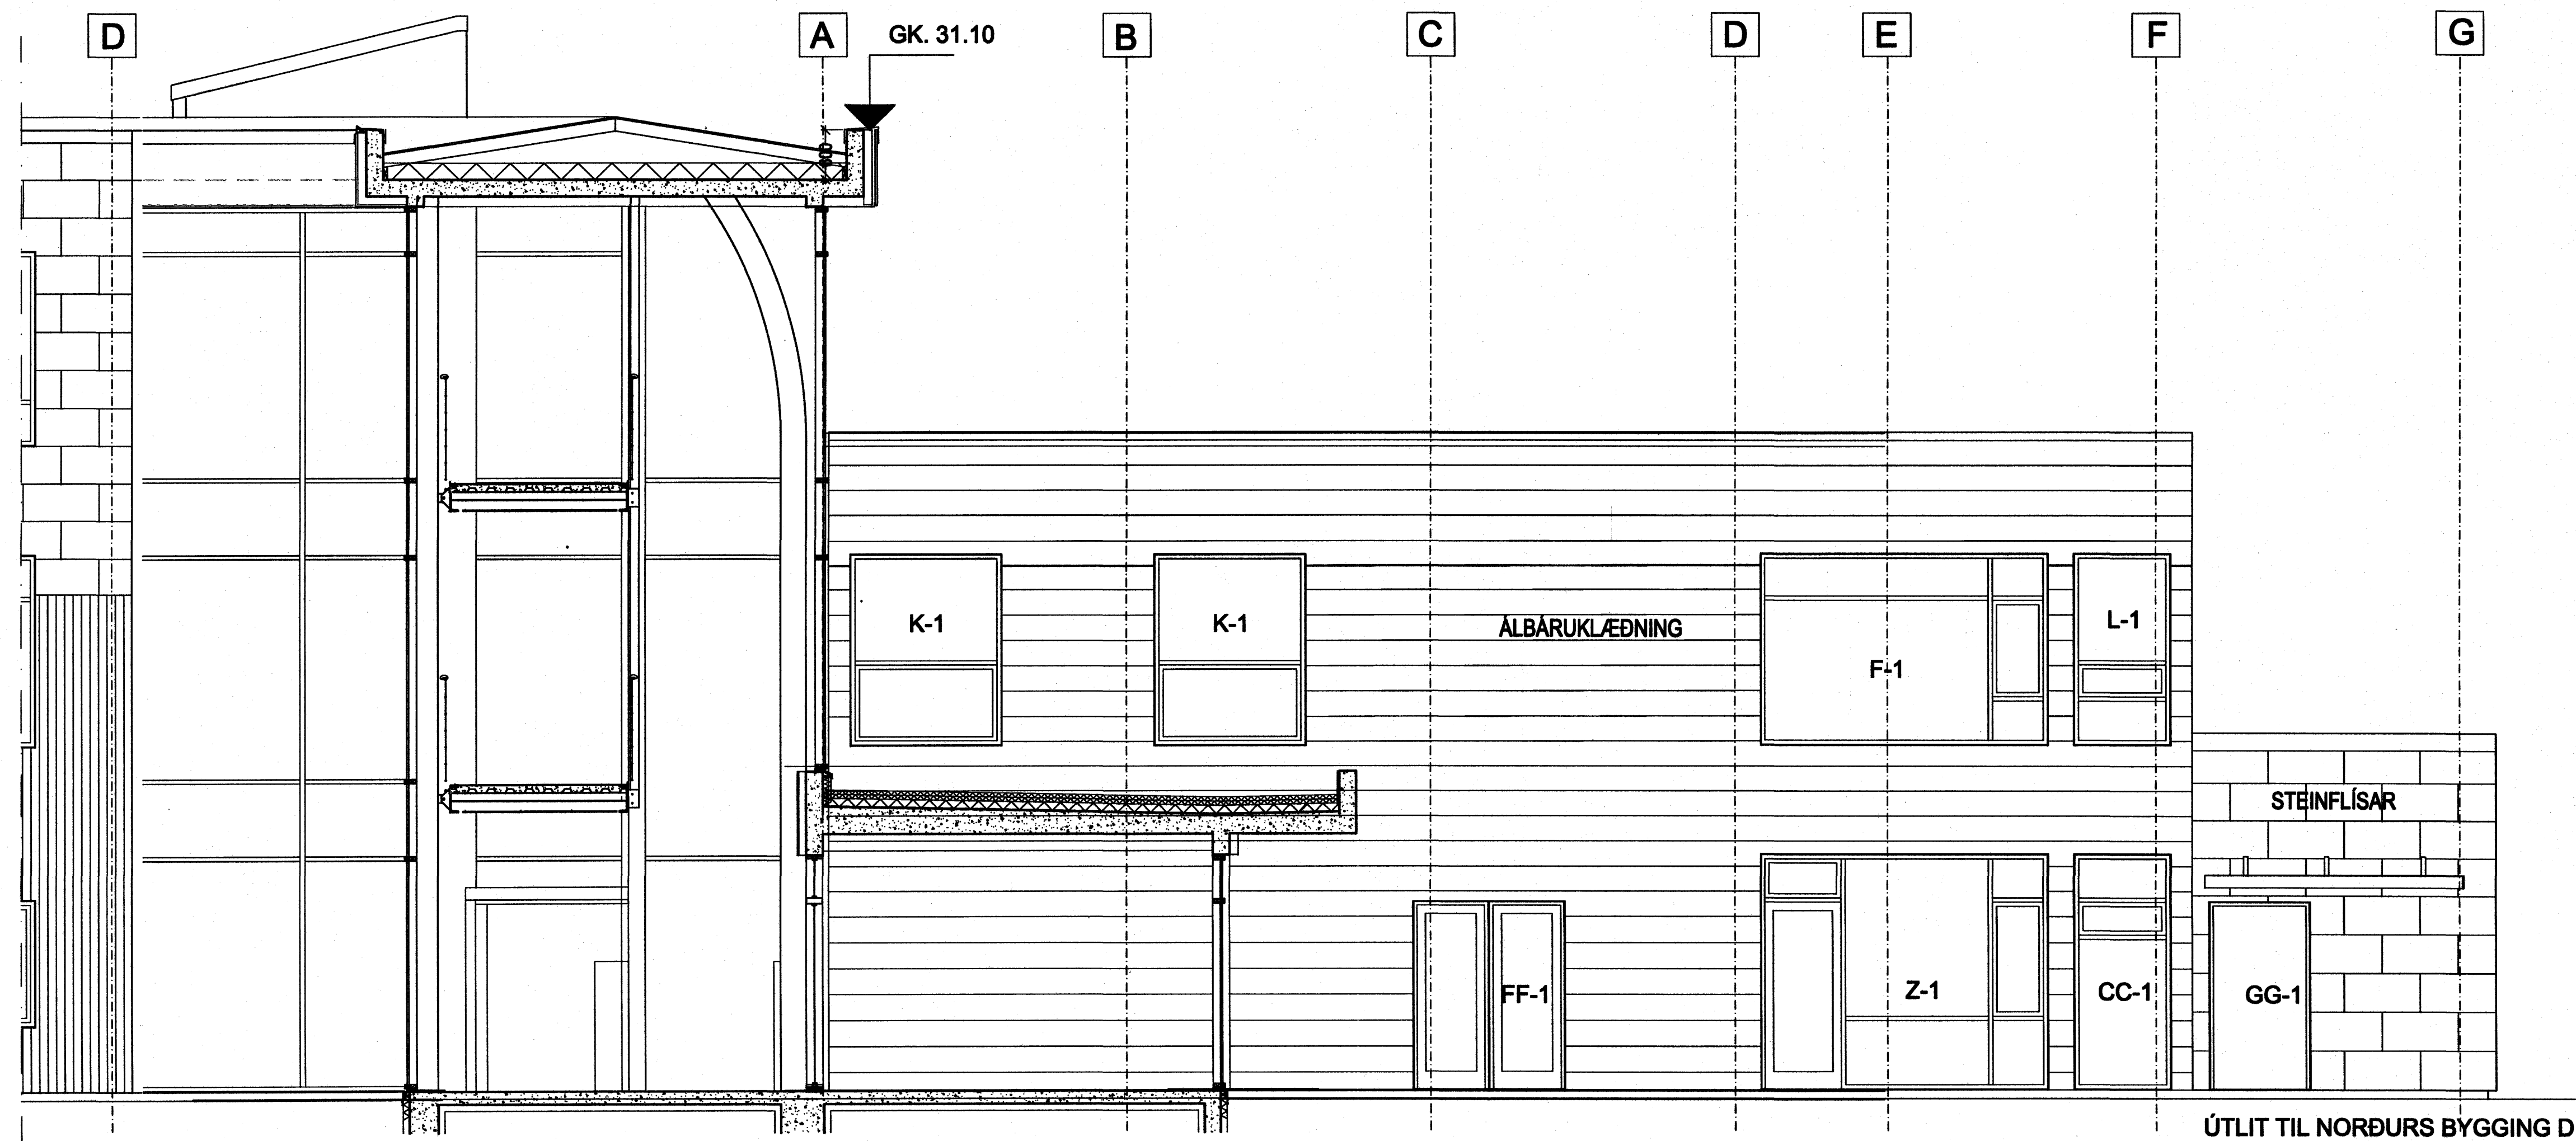 D
A
GK. 31.10
B
C
D
E
F
G
600
K-1
K-1
ÁLBÁRUKLÆÐNING
F-1
L-1
STEINFLÍSAR
FF-1
Z-1
CC-1
GG-1
ÚTLIT TIL NORÐURS BYGGING D